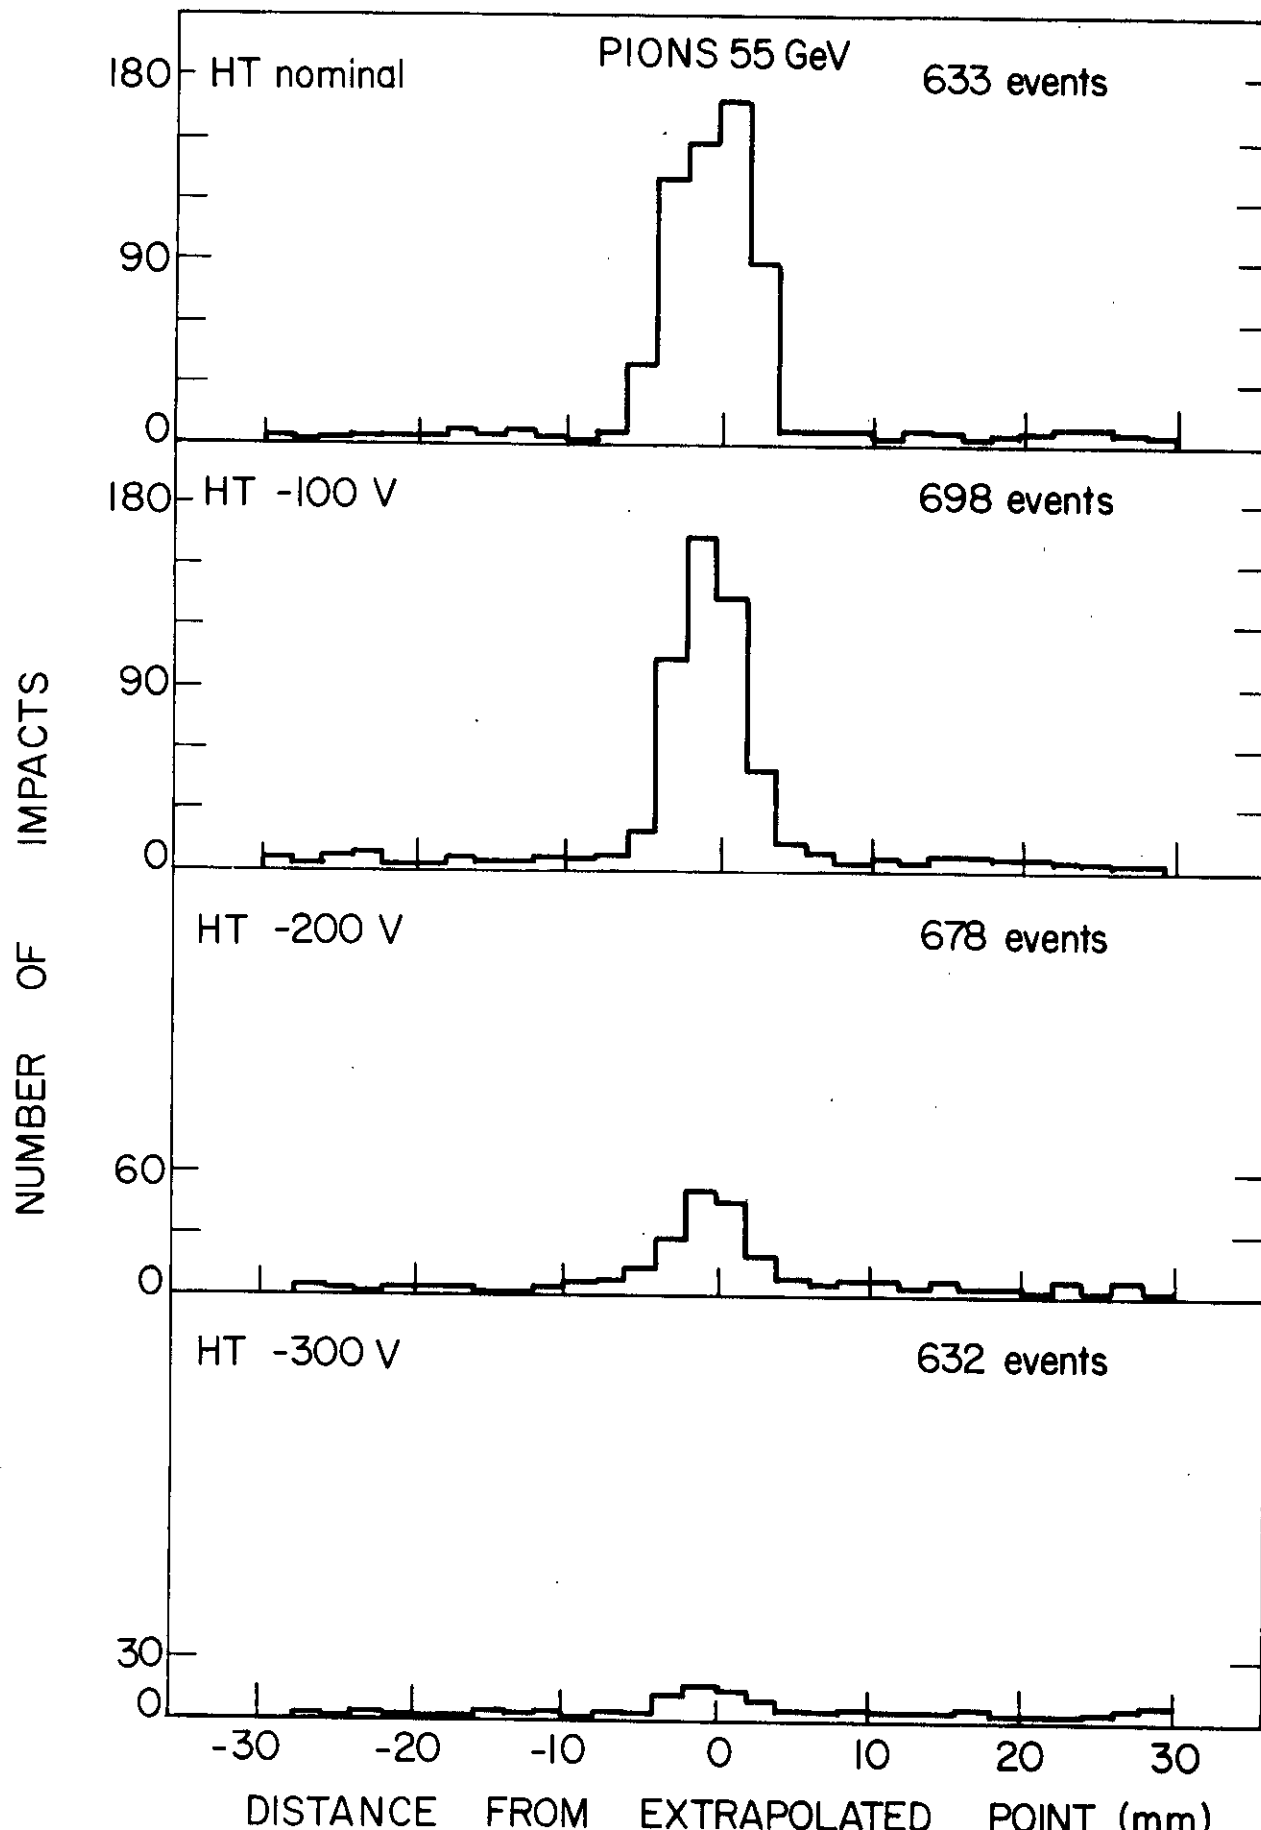 PIONS 55 GeV
180 HT nominal 633 events
90
0
180 HT -100 V 698 events
90
0
HT -200 V 678 events
60
0
HT -300 V 632 events
30
0
-30 -20 -10 0 10 20 30
DISTANCE FROM EXTRAPOLATED POINT (mm)
NUMBER OF IMPACTS